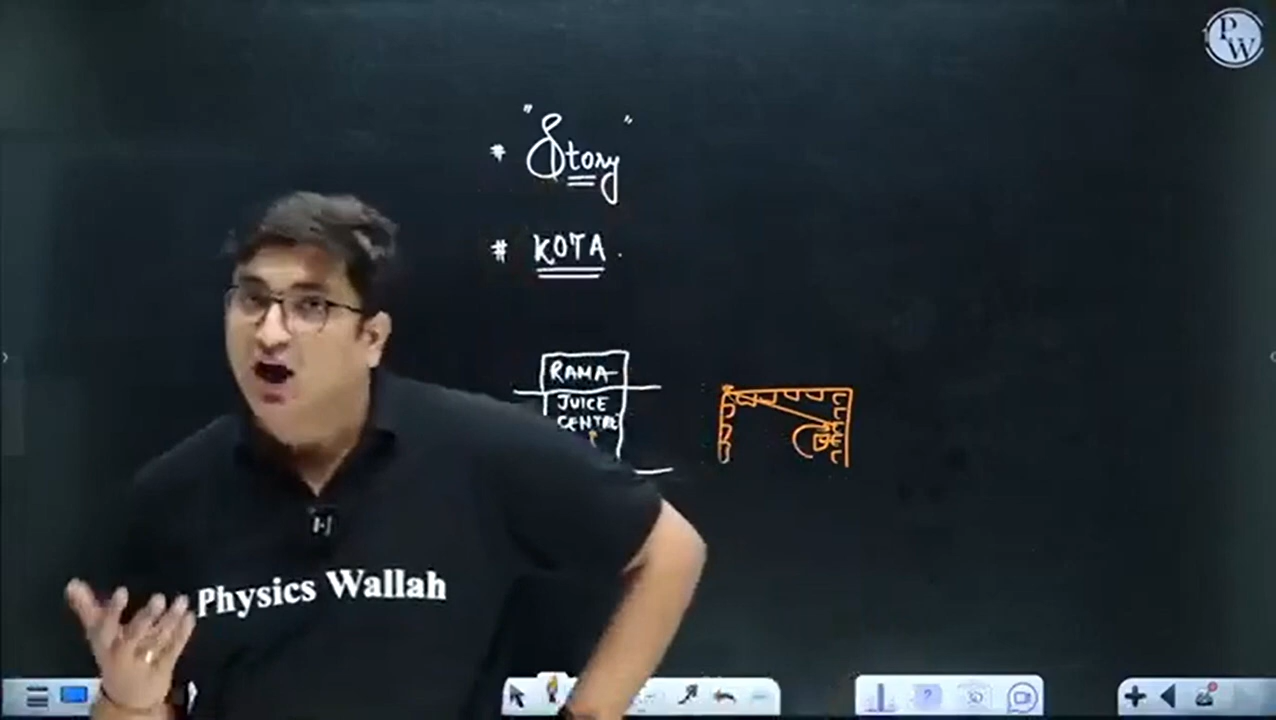 P
W
* "Story"
# KOTA.
RAMA
JUICE
CENTRE
Physics Wallah